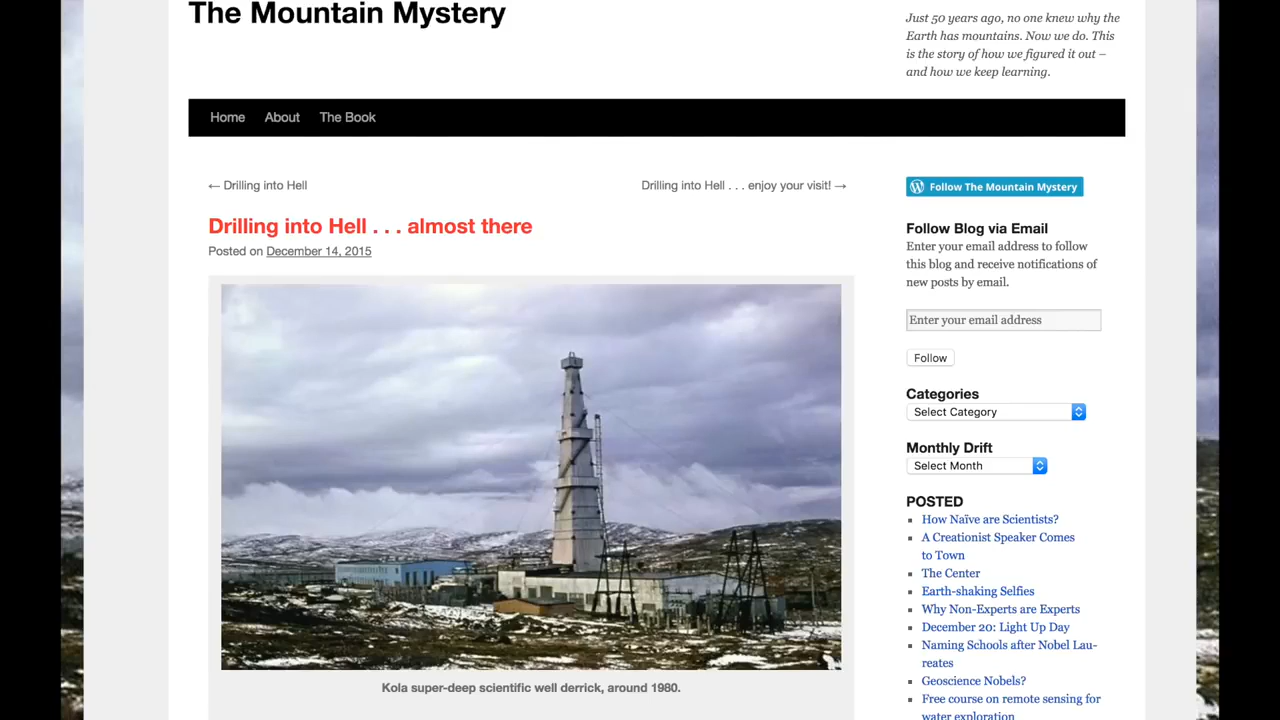 The Mountain Mystery
Just 50 years ago, no one knew why the
Earth has mountains. Now we do. This
is the story of how we figured it out –
and how we keep learning.
Home About The Book
← Drilling into Hell Drilling into Hell . . . enjoy your visit! →
Drilling into Hell . . . almost there
Posted on December 14, 2015
Kola super-deep scientific well derrick, around 1980.
Follow The Mountain Mystery
Follow Blog via Email
Enter your email address to follow
this blog and receive notifications of
new posts by email.
Enter your email address
Follow
Categories
Select Category
Monthly Drift
Select Month
POSTED
How Naïve are Scientists?
A Creationist Speaker Comes
to Town
The Center
Earth-shaking Selfies
Why Non-Experts are Experts
December 20: Light Up Day
Naming Schools after Nobel Lau-
reates
Geoscience Nobels?
Free course on remote sensing for
water exploration